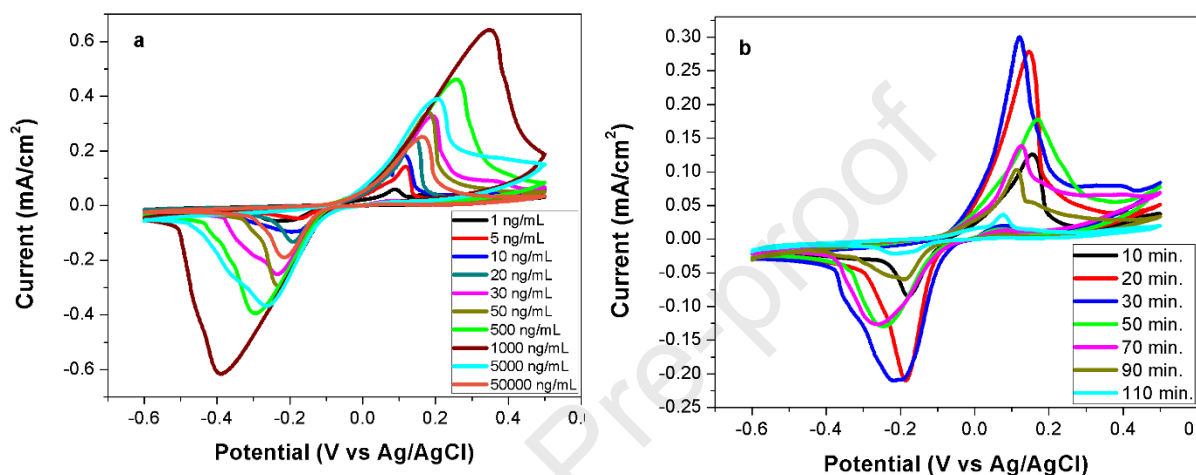 a
Current (mA/cm²)
0.6
0.4
0.2
0.0
-0.2
-0.4
-0.6
-0.6
-0.4
-0.2
0.0
0.2
0.4
Potential (V vs Ag/AgCl)
1 ng/mL
5 ng/mL
10 ng/mL
20 ng/mL
30 ng/mL
50 ng/mL
500 ng/mL
1000 ng/mL
5000 ng/mL
50000 ng/mL
b
Current (mA/cm²)
0.30
0.25
0.20
0.15
0.10
0.05
0.00
-0.05
-0.10
-0.15
-0.20
-0.25
-0.6
-0.4
-0.2
0.0
0.2
0.4
Potential (V vs Ag/AgCl)
10 min.
20 min.
30 min.
50 min.
70 min.
90 min.
110 min.
Pre-proof